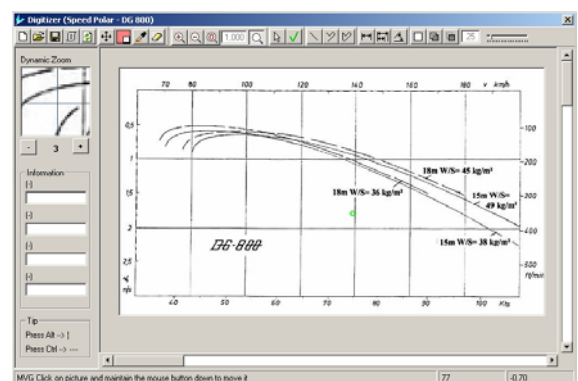 Digitizer (Speed Polar - DG 800)
1,000
25
Dynamic Zoom
- 3 +
Information
(-)
(-)
(-)
(-)
Tip
Press Alt -> |
Press Ctrl -> ---
70 80 120 140 160 180 v km/h
0,5
1
1,5
2
2,5
m/s
100
200
300
400
500
ft/min
18m W/S= 45 kg/m²
18m W/S= 36 kg/m²
15m W/S=
49 kg/m²
15m W/S= 38 kg/m²
DG-800
40 50 60 70 80 90 100 Kts
MVG Click on picture and maintain the mouse button down to move it
77
-0.70